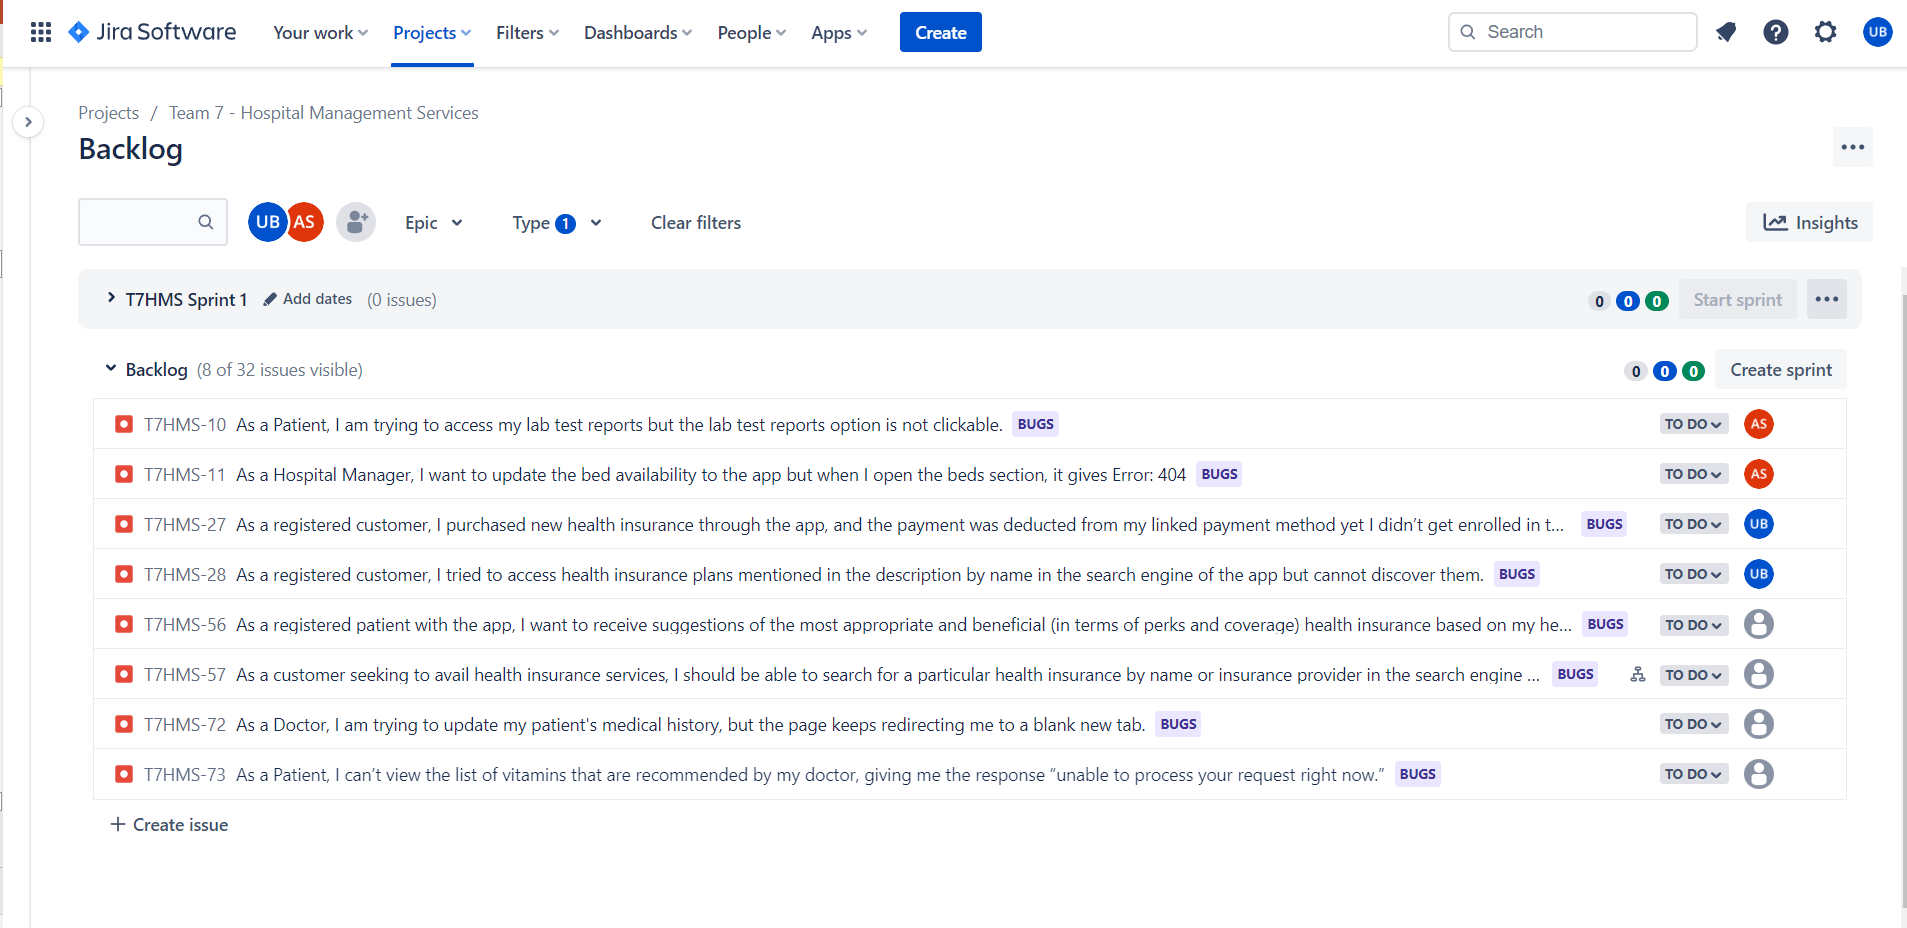 Jira Software Your work Projects Filters Dashboards People Apps Create Search UB
Projects / Team 7 - Hospital Management Services
Backlog
UB AS Epic Type 1 Clear filters Insights
T7HMS Sprint 1 Add dates (0 issues) 0 0 0 Start sprint
Backlog (8 of 32 issues visible) 0 0 0 Create sprint
T7HMS-10 As a Patient, I am trying to access my lab test reports but the lab test reports option is not clickable. BUGS TO DO AS
T7HMS-11 As a Hospital Manager, I want to update the bed availability to the app but when I open the beds section, it gives Error: 404 BUGS TO DO AS
T7HMS-27 As a registered customer, I purchased new health insurance through the app, and the payment was deducted from my linked payment method yet I didn’t get enrolled in t... BUGS TO DO UB
T7HMS-28 As a registered customer, I tried to access health insurance plans mentioned in the description by name in the search engine of the app but cannot discover them. BUGS TO DO UB
T7HMS-56 As a registered patient with the app, I want to receive suggestions of the most appropriate and beneficial (in terms of perks and coverage) health insurance based on my he... BUGS TO DO
T7HMS-57 As a customer seeking to avail health insurance services, I should be able to search for a particular health insurance by name or insurance provider in the search engine ... BUGS TO DO
T7HMS-72 As a Doctor, I am trying to update my patient's medical history, but the page keeps redirecting me to a blank new tab. BUGS TO DO
T7HMS-73 As a Patient, I can’t view the list of vitamins that are recommended by my doctor, giving me the response “unable to process your request right now.” BUGS TO DO
+ Create issue